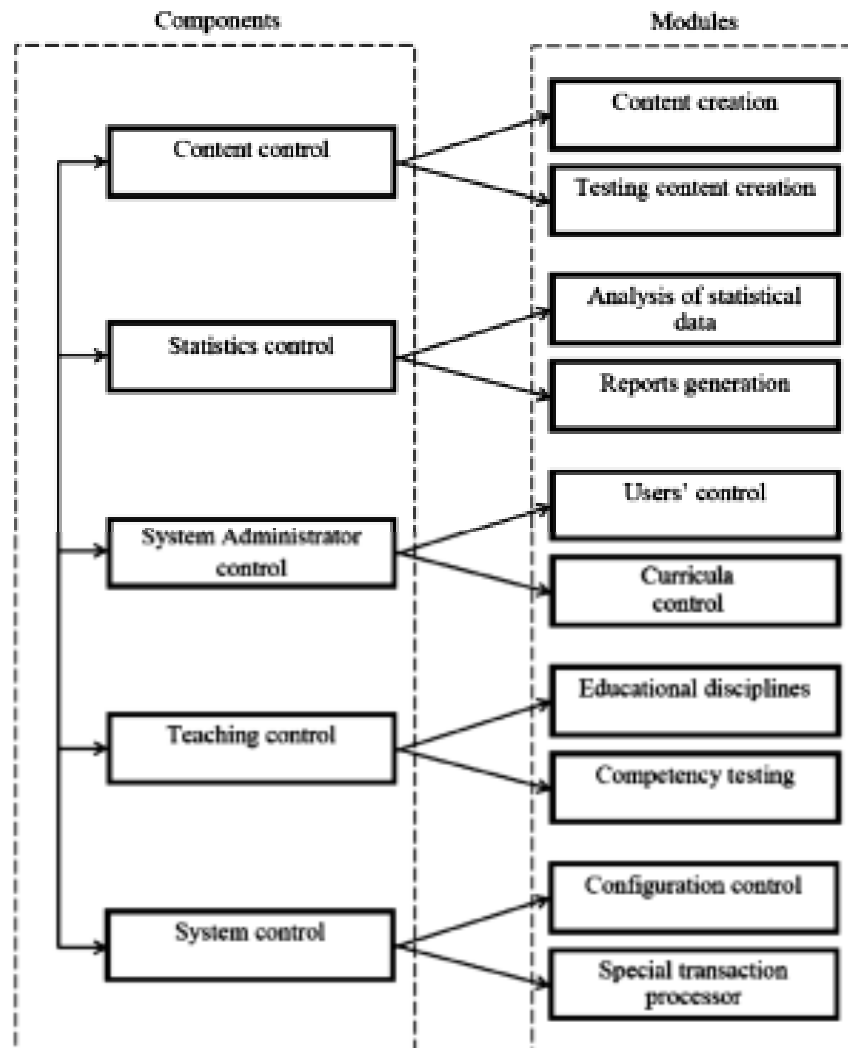 Components
Modules
Content control
Content creation
Testing content creation
Statistics control
Analysis of statistical
data
Reports generation
System Administrator
control
Users’ control
Curricula
control
Teaching control
Educational disciplines
Competency testing
System control
Configuration control
Special transaction
processor